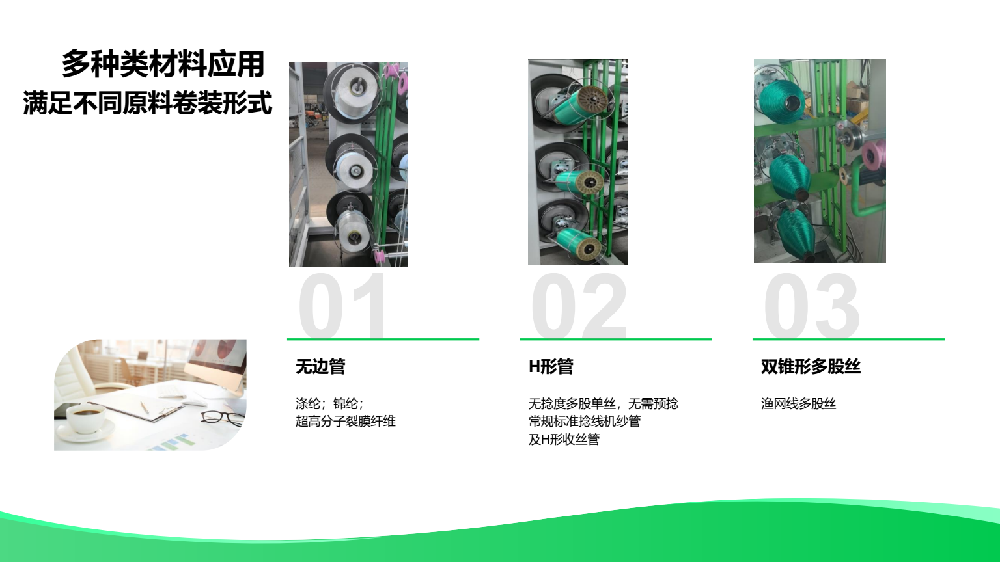 多种类材料应用
满足不同原料卷装形式
01
无边管
涤纶；锦纶；
超高分子裂膜纤维
02
H形管
无捻度多股单丝，无需预捻
常规标准捻线机纱管
及H形收丝管
03
双锥形多股丝
渔网线多股丝